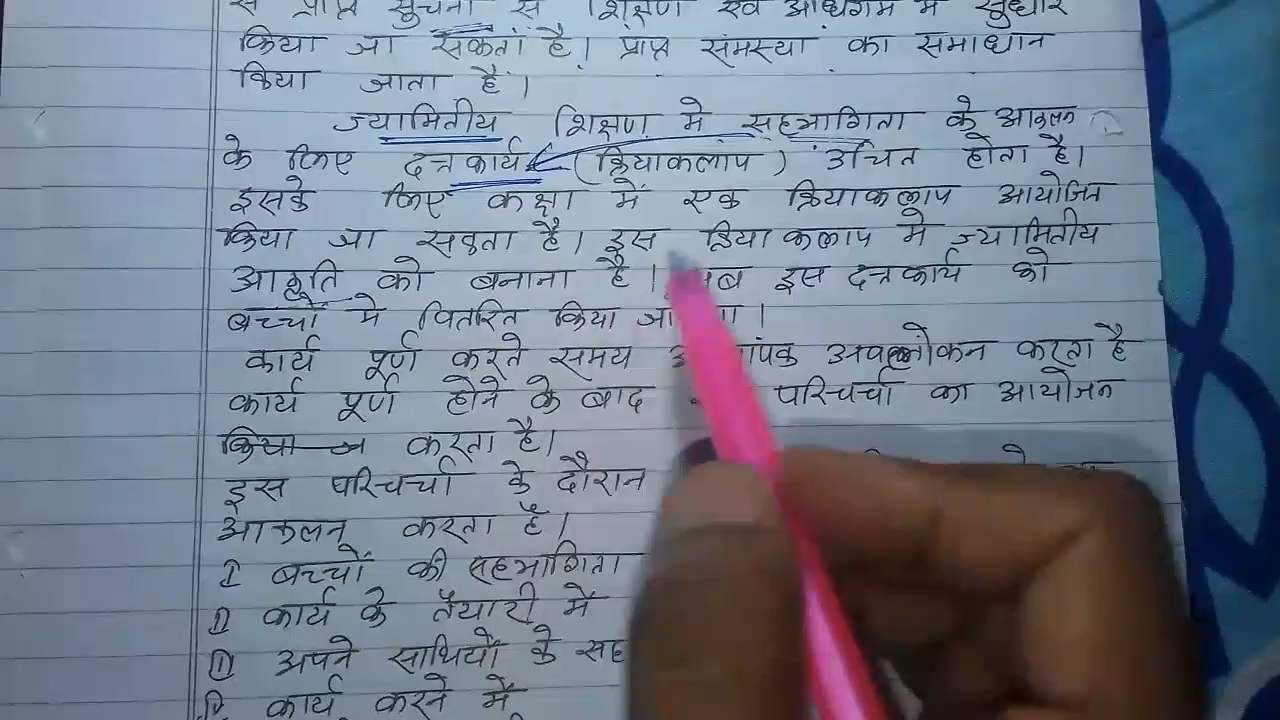 से प्राप्त सुचना से शिक्षण एवं अधिगम में सुधार
किया जा सकता है। प्राप्त समस्या का समाधान
किया जाता है।
ज्यामितीय शिक्षण मे सहभागिता के आकलन
के लिए दत्तकार्य (क्रियाकलाप) उचित होता है।
इसके लिए कक्षा में एक क्रियाकलाप आयोजित
किया जा सकता है। इस क्रियाकलाप मे ज्यामितीय
आकृति को बनाना है। इस दत्तकार्य को
बच्चों मे वितरित किया
कार्य पूर्ण करते समय अवलोकन करता है
कार्य पूर्ण होने के बाद परिचर्चा का आयोजन
करता है।
इस परिचर्चा के दौरान
आकलन करता है।
I बच्चों की सहभागिता
II कार्य के तैयारी में
III अपने साथियों के
IV कार्य करने में